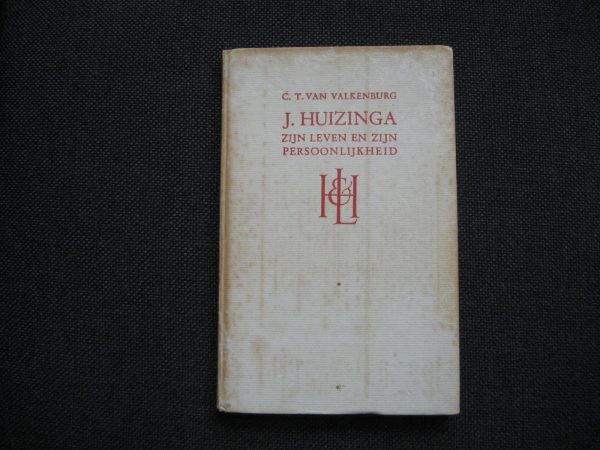 C. T. VAN VALKENBURG
J. HUIZINGA
ZIJN LEVEN EN ZIJN
PERSOONLIJKHEID
H&L